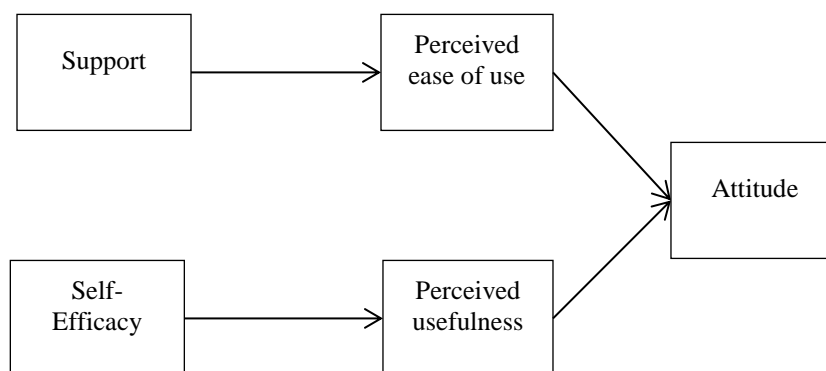 Support
Perceived
ease of use
Attitude
Self-
Efficacy
Perceived
usefulness